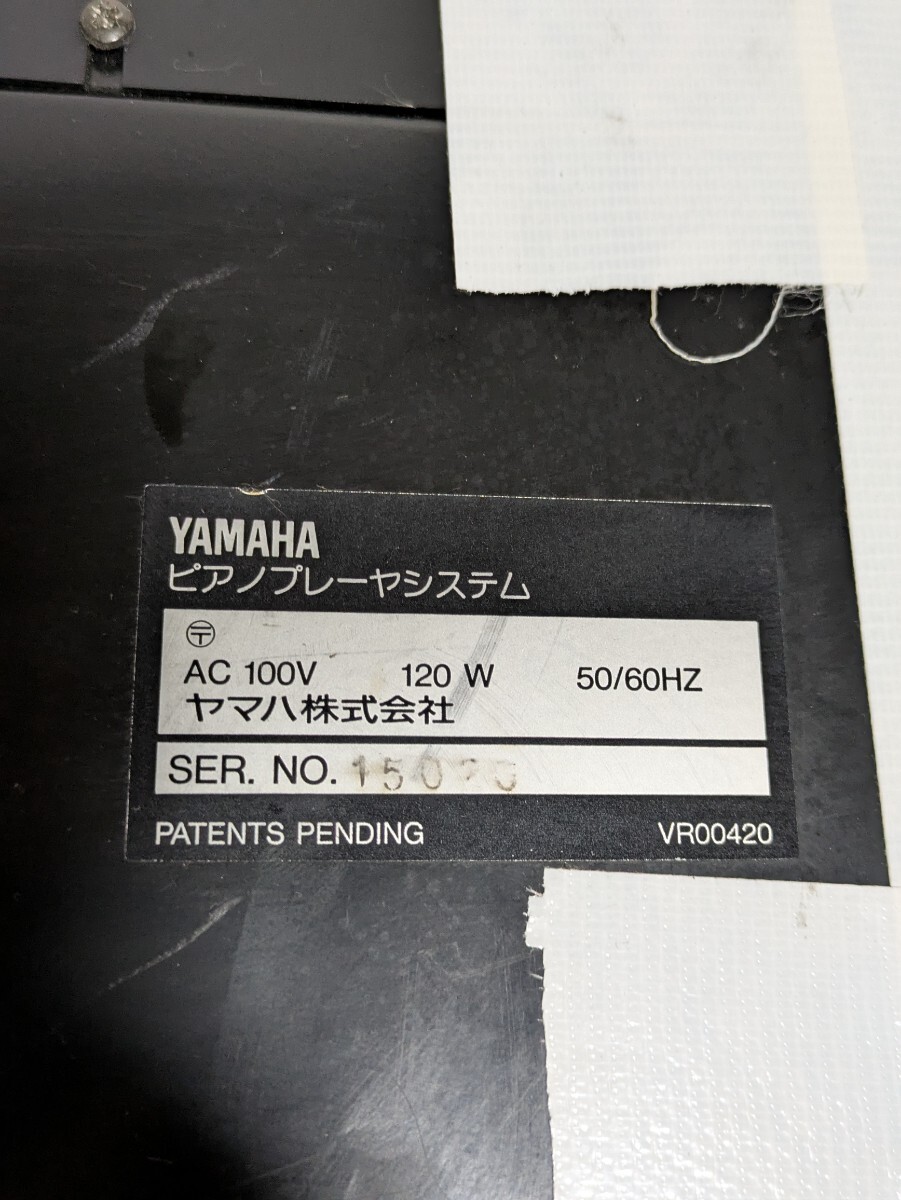 YAMAHA
ピアノプレーヤシステム
〶
AC 100V 120 W 50/60HZ
ヤマハ株式会社
SER. NO.
PATENTS PENDING VR00420